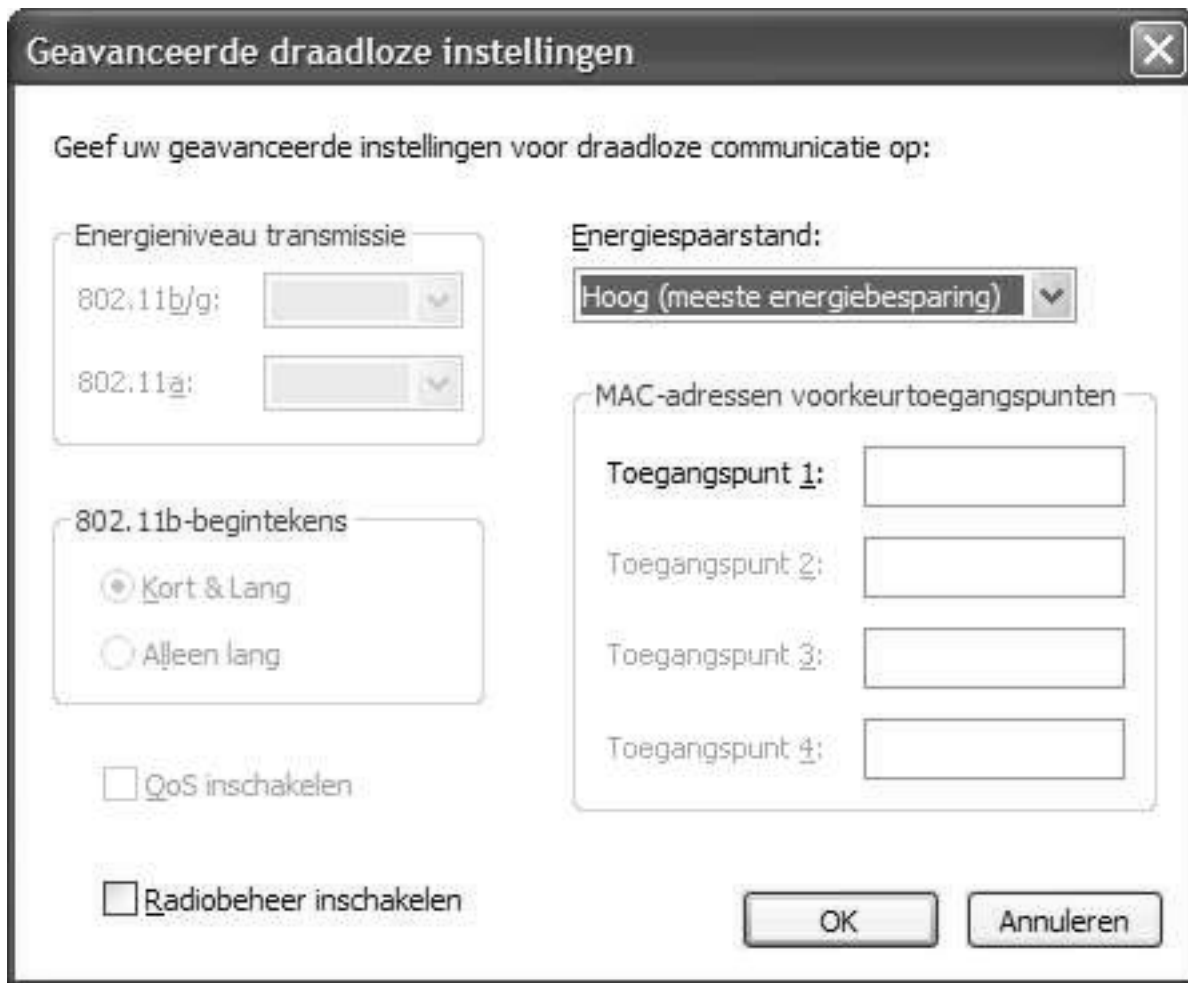 Geavanceerde draadloze instellingen
Geef uw geavanceerde instellingen voor draadloze communicatie op:
Energieniveau transmissie
802.11b/g:
802.11a:
802.11b-begintekens
Kort & Lang
Alleen lang
QoS inschakelen
Radiobeheer inschakelen
Energiespaarstand:
Hoog (meeste energiebesparing)
MAC-adressen voorkeurtoegangspunten
Toegangspunt 1:
Toegangspunt 2:
Toegangspunt 3:
Toegangspunt 4:
OK
Annuleren